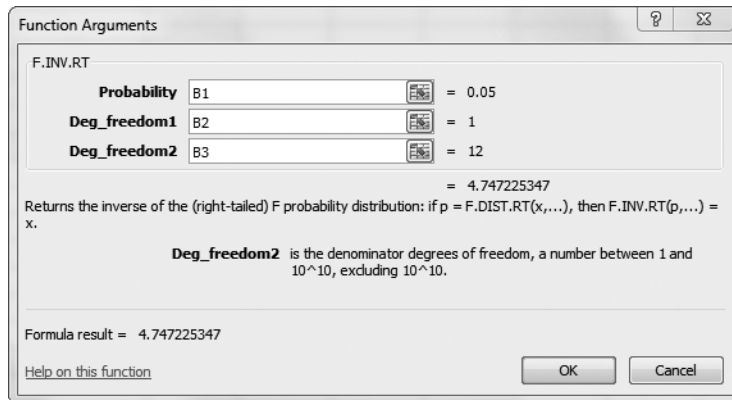 Function Arguments
F.INV.RT
Probability B1 = 0.05
Deg_freedom1 B2 = 1
Deg_freedom2 B3 = 12
= 4.747225347
Returns the inverse of the (right-tailed) F probability distribution: if p = F.DIST.RT(x,...), then F.INV.RT(p,...) =
x.
Deg_freedom2 is the denominator degrees of freedom, a number between 1 and
10^10, excluding 10^10.
Formula result = 4.747225347
Help on this function
OK Cancel